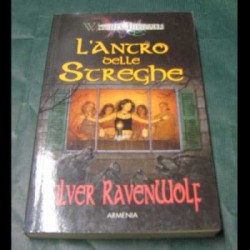 L'ANTRO
DELLE
STREGHE
SILVER RAVENWOLF
ARMENIA